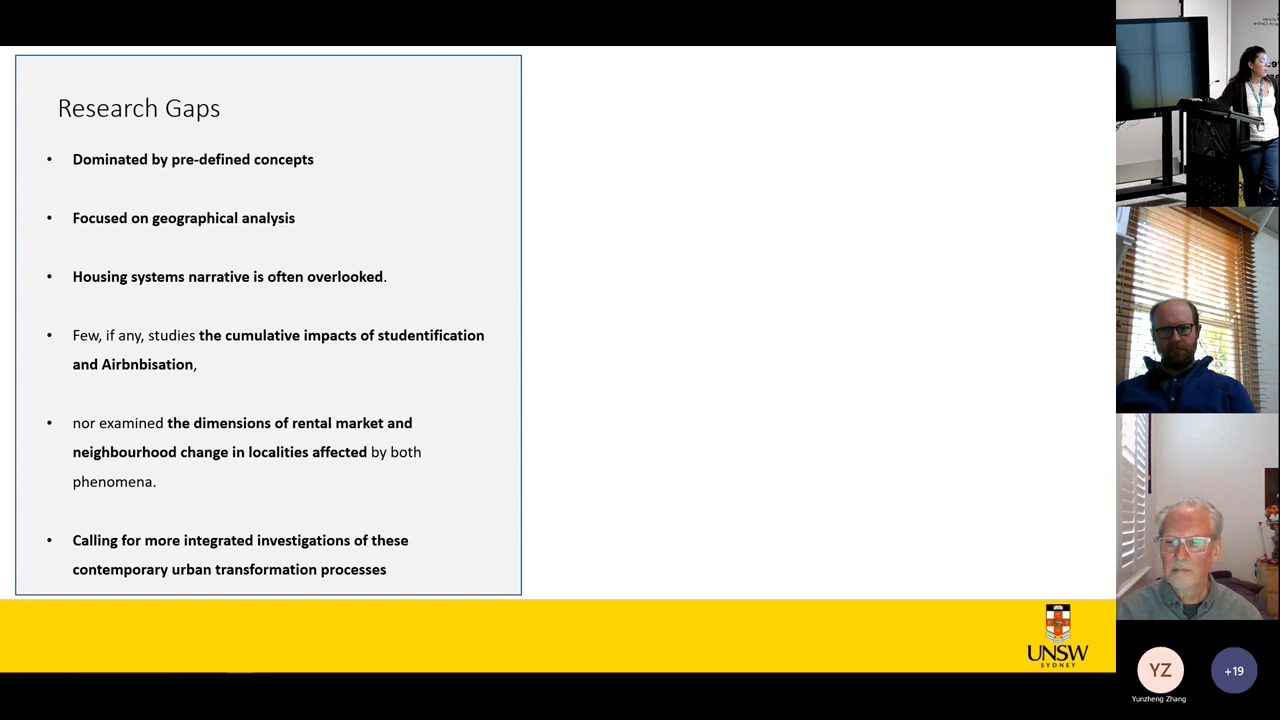 Research Gaps
• Dominated by pre-defined concepts
• Focused on geographical analysis
• Housing systems narrative is often overlooked.
• Few, if any, studies the cumulative impacts of studentification
and Airbnbisation,
• nor examined the dimensions of rental market and
neighbourhood change in localities affected by both
phenomena.
• Calling for more integrated investigations of these
contemporary urban transformation processes
UNSW
SYDNEY
YZ
+19
Yunzheng Zhang